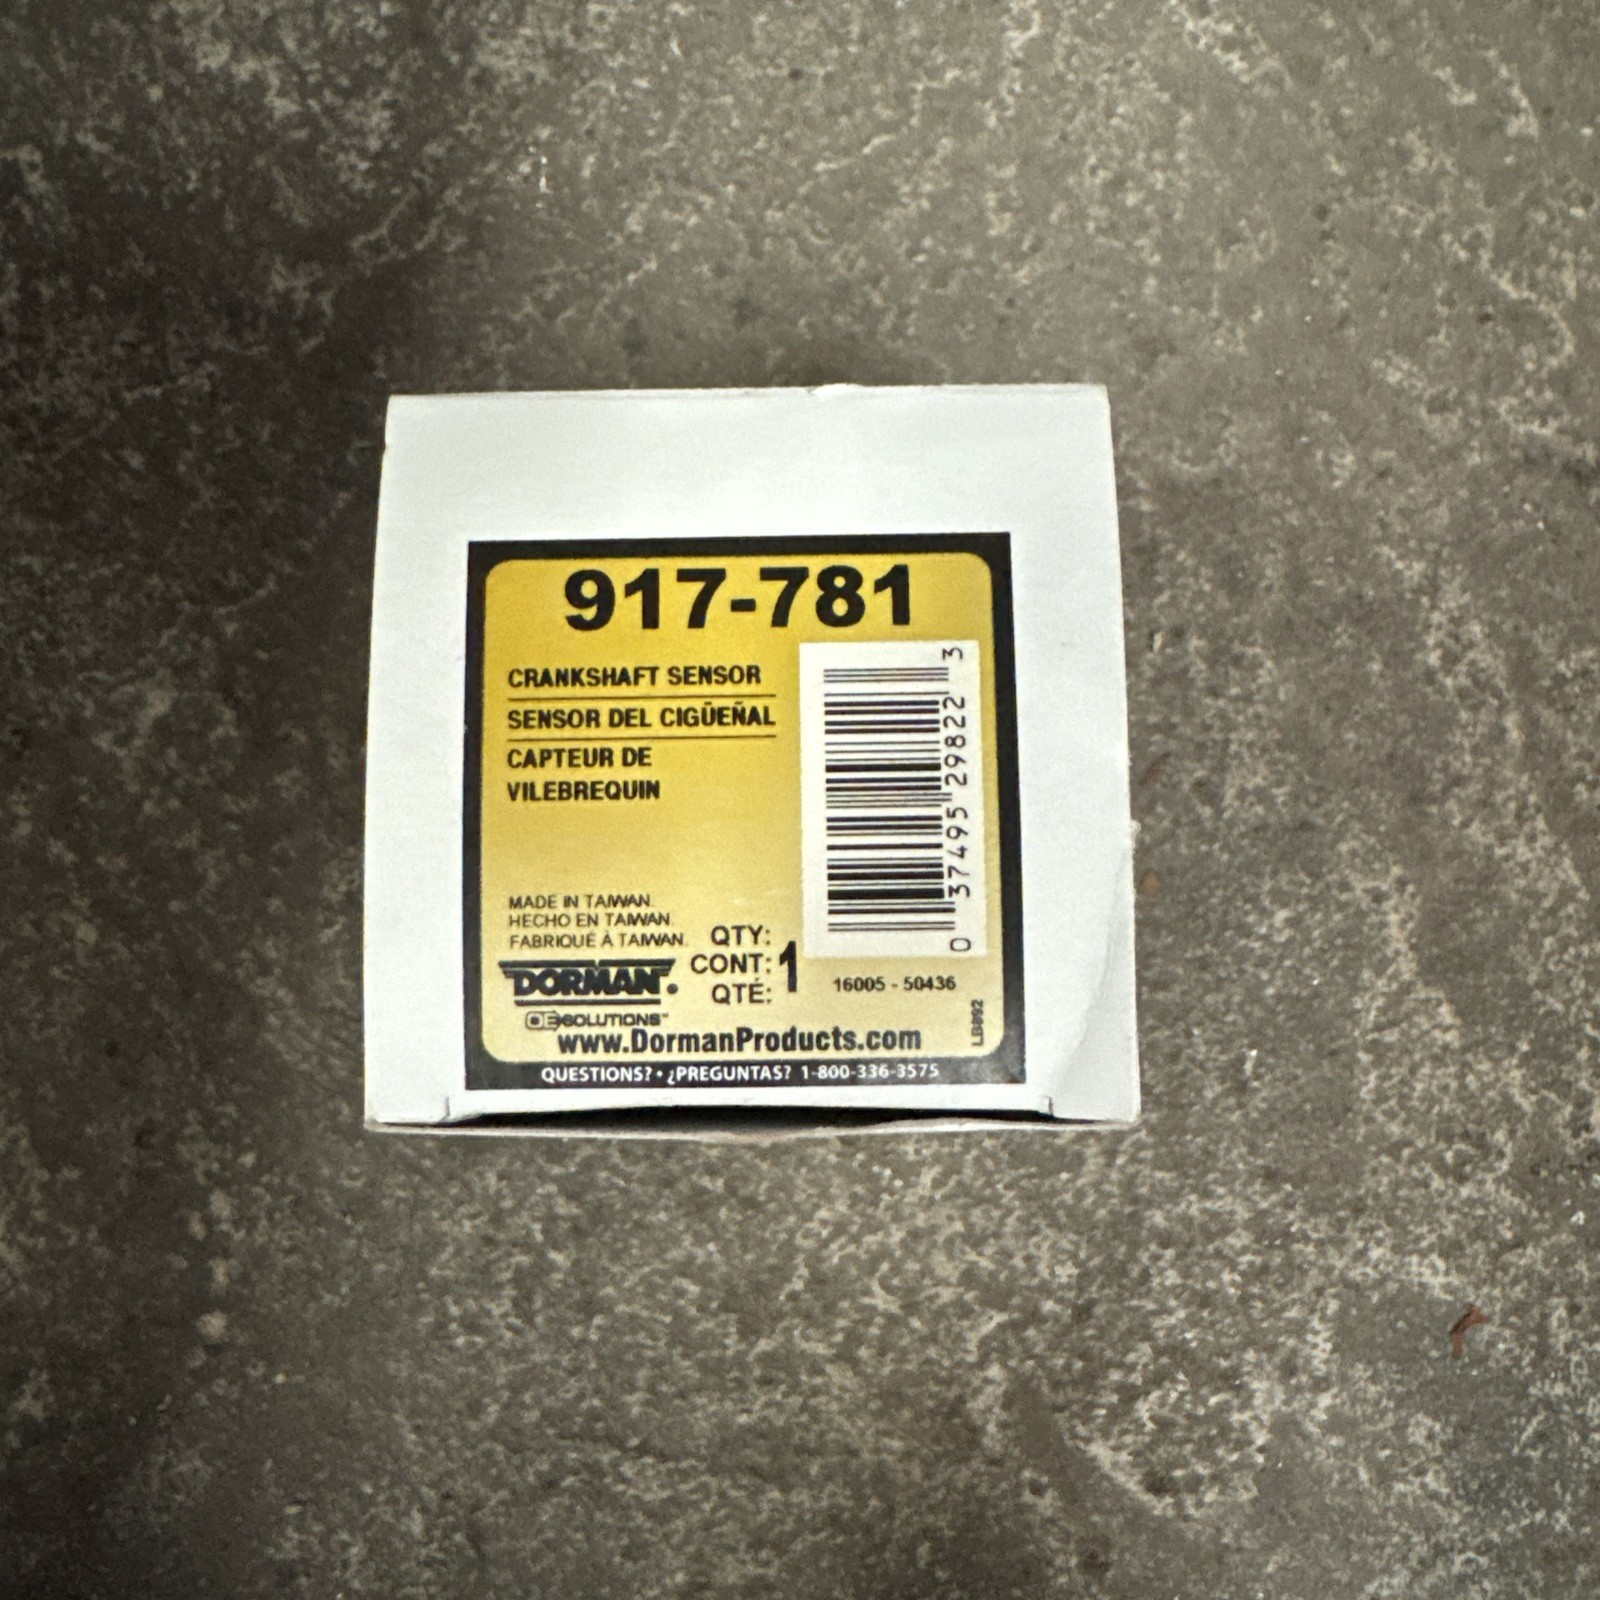 917-781
CRANKSHAFT SENSOR
SENSOR DEL CIGÜEÑAL
CAPTEUR DE
VILEBREQUIN
0 37495 29822 3
MADE IN TAIWAN.
HECHO EN TAIWAN.
FABRIQUÉ À TAIWAN.
QTY:
CONT: 1
QTÉ:
16005 - 50436
LB892
DORMAN®
OE SOLUTIONS™
www.DormanProducts.com
QUESTIONS? • ¿PREGUNTAS? 1-800-336-3575